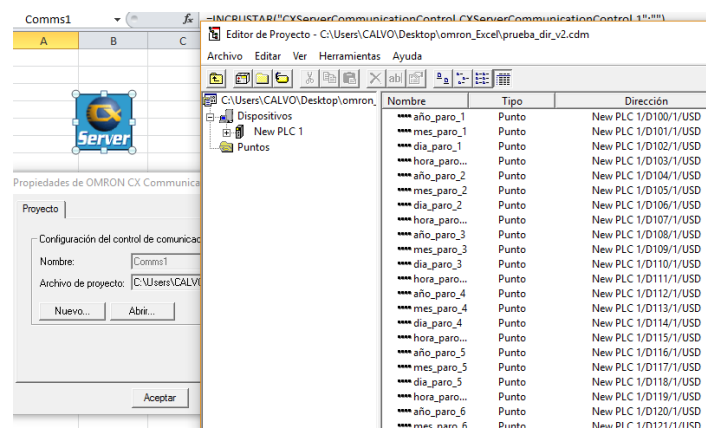 Comms1
fx
=INCRUSTAR("CXServerCommunicationControl.CXServerCommunicationControl.1";"")
A B C
CX
Server
Propiedades de OMRON CX Communica
Proyecto
Configuración del control de comunicac
Nombre: Comms1
Archivo de proyecto: C:\Users\CALV
Nuevo... Abrir...
Aceptar
Editor de Proyecto - C:\Users\CALVO\Desktop\omron_Excel\prueba_dir_v2.cdm
Archivo Editar Ver Herramientas Ayuda
C:\Users\CALVO\Desktop\omron_
Dispositivos
New PLC 1
Puntos
Nombre Tipo Dirección
año_paro_1 Punto New PLC 1/D100/1/USD
mes_paro_1 Punto New PLC 1/D101/1/USD
dia_paro_1 Punto New PLC 1/D102/1/USD
hora_paro... Punto New PLC 1/D103/1/USD
año_paro_2 Punto New PLC 1/D104/1/USD
mes_paro_2 Punto New PLC 1/D105/1/USD
dia_paro_2 Punto New PLC 1/D106/1/USD
hora_paro... Punto New PLC 1/D107/1/USD
año_paro_3 Punto New PLC 1/D108/1/USD
mes_paro_3 Punto New PLC 1/D109/1/USD
dia_paro_3 Punto New PLC 1/D110/1/USD
hora_paro... Punto New PLC 1/D111/1/USD
año_paro_4 Punto New PLC 1/D112/1/USD
mes_paro_4 Punto New PLC 1/D113/1/USD
dia_paro_4 Punto New PLC 1/D114/1/USD
hora_paro... Punto New PLC 1/D115/1/USD
año_paro_5 Punto New PLC 1/D116/1/USD
mes_paro_5 Punto New PLC 1/D117/1/USD
dia_paro_5 Punto New PLC 1/D118/1/USD
hora_paro... Punto New PLC 1/D119/1/USD
año_paro_6 Punto New PLC 1/D120/1/USD
mes_paro_6 Punto New PLC 1/D121/1/USD